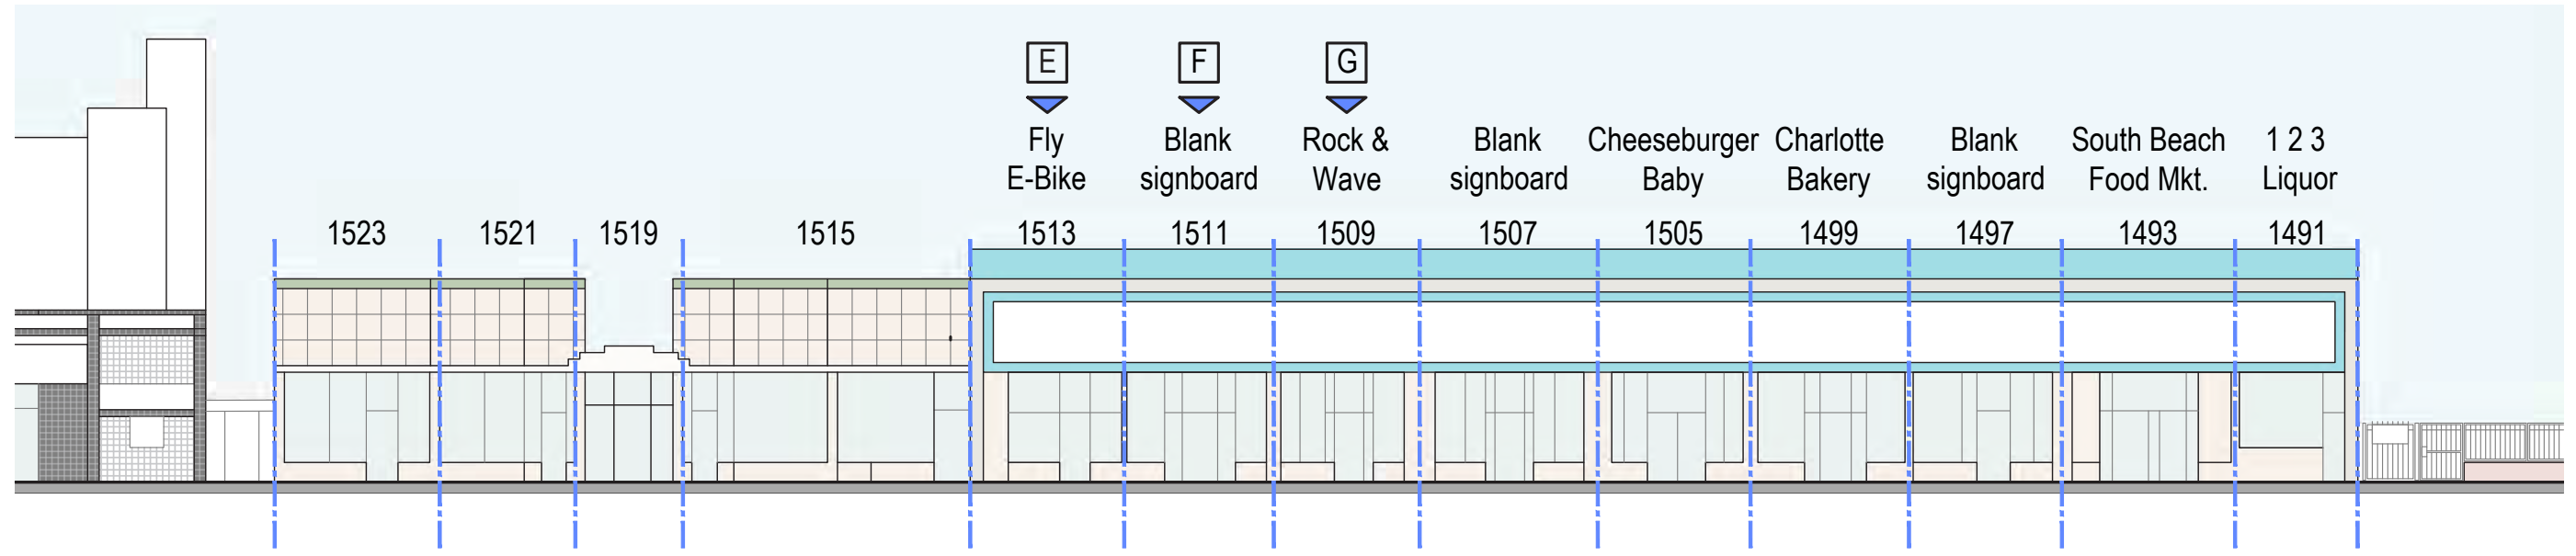 E F G
Fly Blank Rock & Blank Cheeseburger Charlotte Blank South Beach 1 2 3
E-Bike signboard Wave signboard Baby Bakery signboard Food Mkt. Liquor
1523 1521 1519 1515 1513 1511 1509 1507 1505 1499 1497 1493 1491